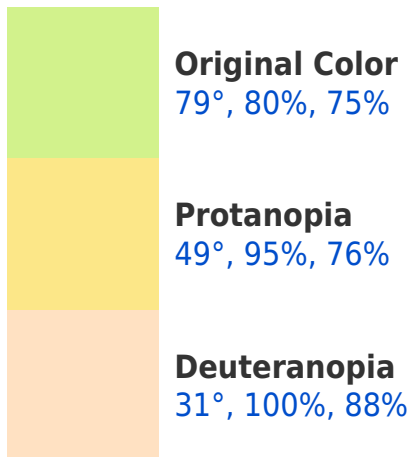 Original Color
79°, 80%, 75%
Protanopia
49°, 95%, 76%
Deuteranopia
31°, 100%, 88%